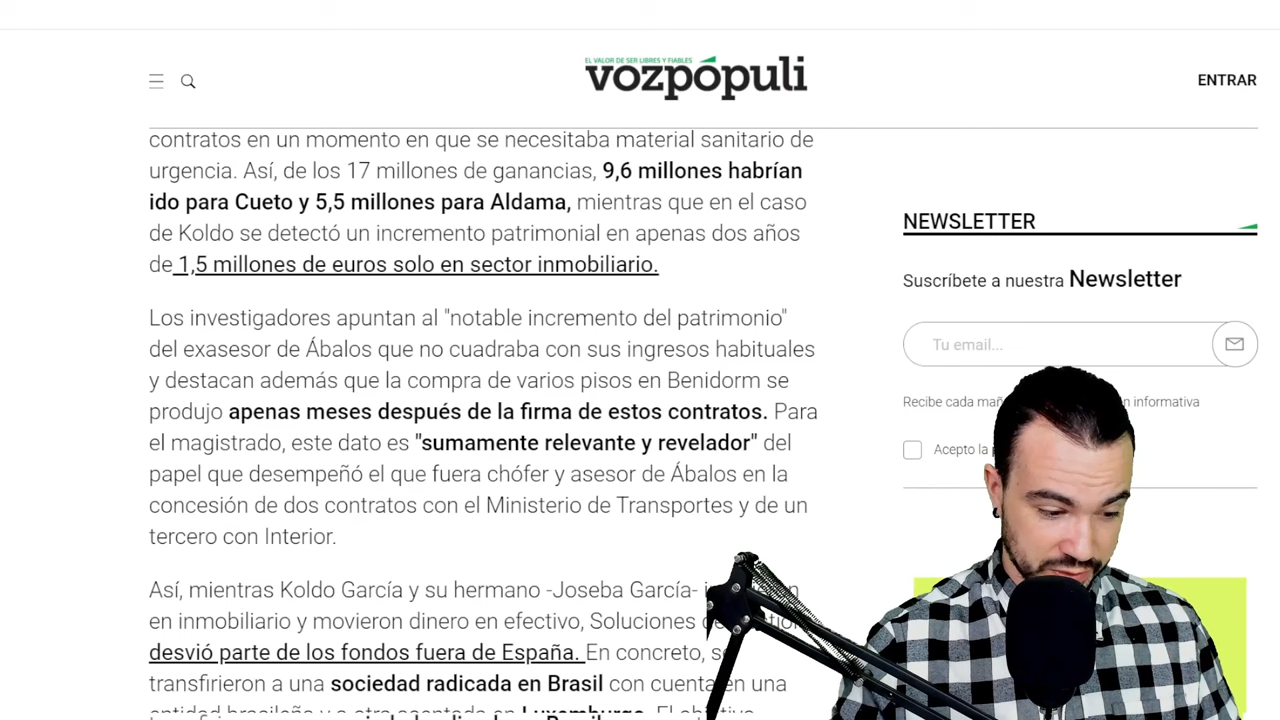 EL VALOR DE SER LIBRES Y FIABLES
vozpópuli
ENTRAR
contratos en un momento en que se necesitaba material sanitario de
urgencia. Así, de los 17 millones de ganancias, 9,6 millones habrían
ido para Cueto y 5,5 millones para Aldama, mientras que en el caso
de Koldo se detectó un incremento patrimonial en apenas dos años
de 1,5 millones de euros solo en sector inmobiliario.
Los investigadores apuntan al "notable incremento del patrimonio"
del exasesor de Ábalos que no cuadraba con sus ingresos habituales
y destacan además que la compra de varios pisos en Benidorm se
produjo apenas meses después de la firma de estos contratos. Para
el magistrado, este dato es "sumamente relevante y revelador" del
papel que desempeñó el que fuera chófer y asesor de Ábalos en la
concesión de dos contratos con el Ministerio de Transportes y de un
tercero con Interior.
Así, mientras Koldo García y su hermano -Joseba García-
en inmobiliario y movieron dinero en efectivo, Soluciones
desvió parte de los fondos fuera de España. En concreto,
transfirieron a una sociedad radicada en Brasil con cuenta en una
NEWSLETTER
Suscríbete a nuestra Newsletter
Tu email...
Recibe cada informativa
Acepto la